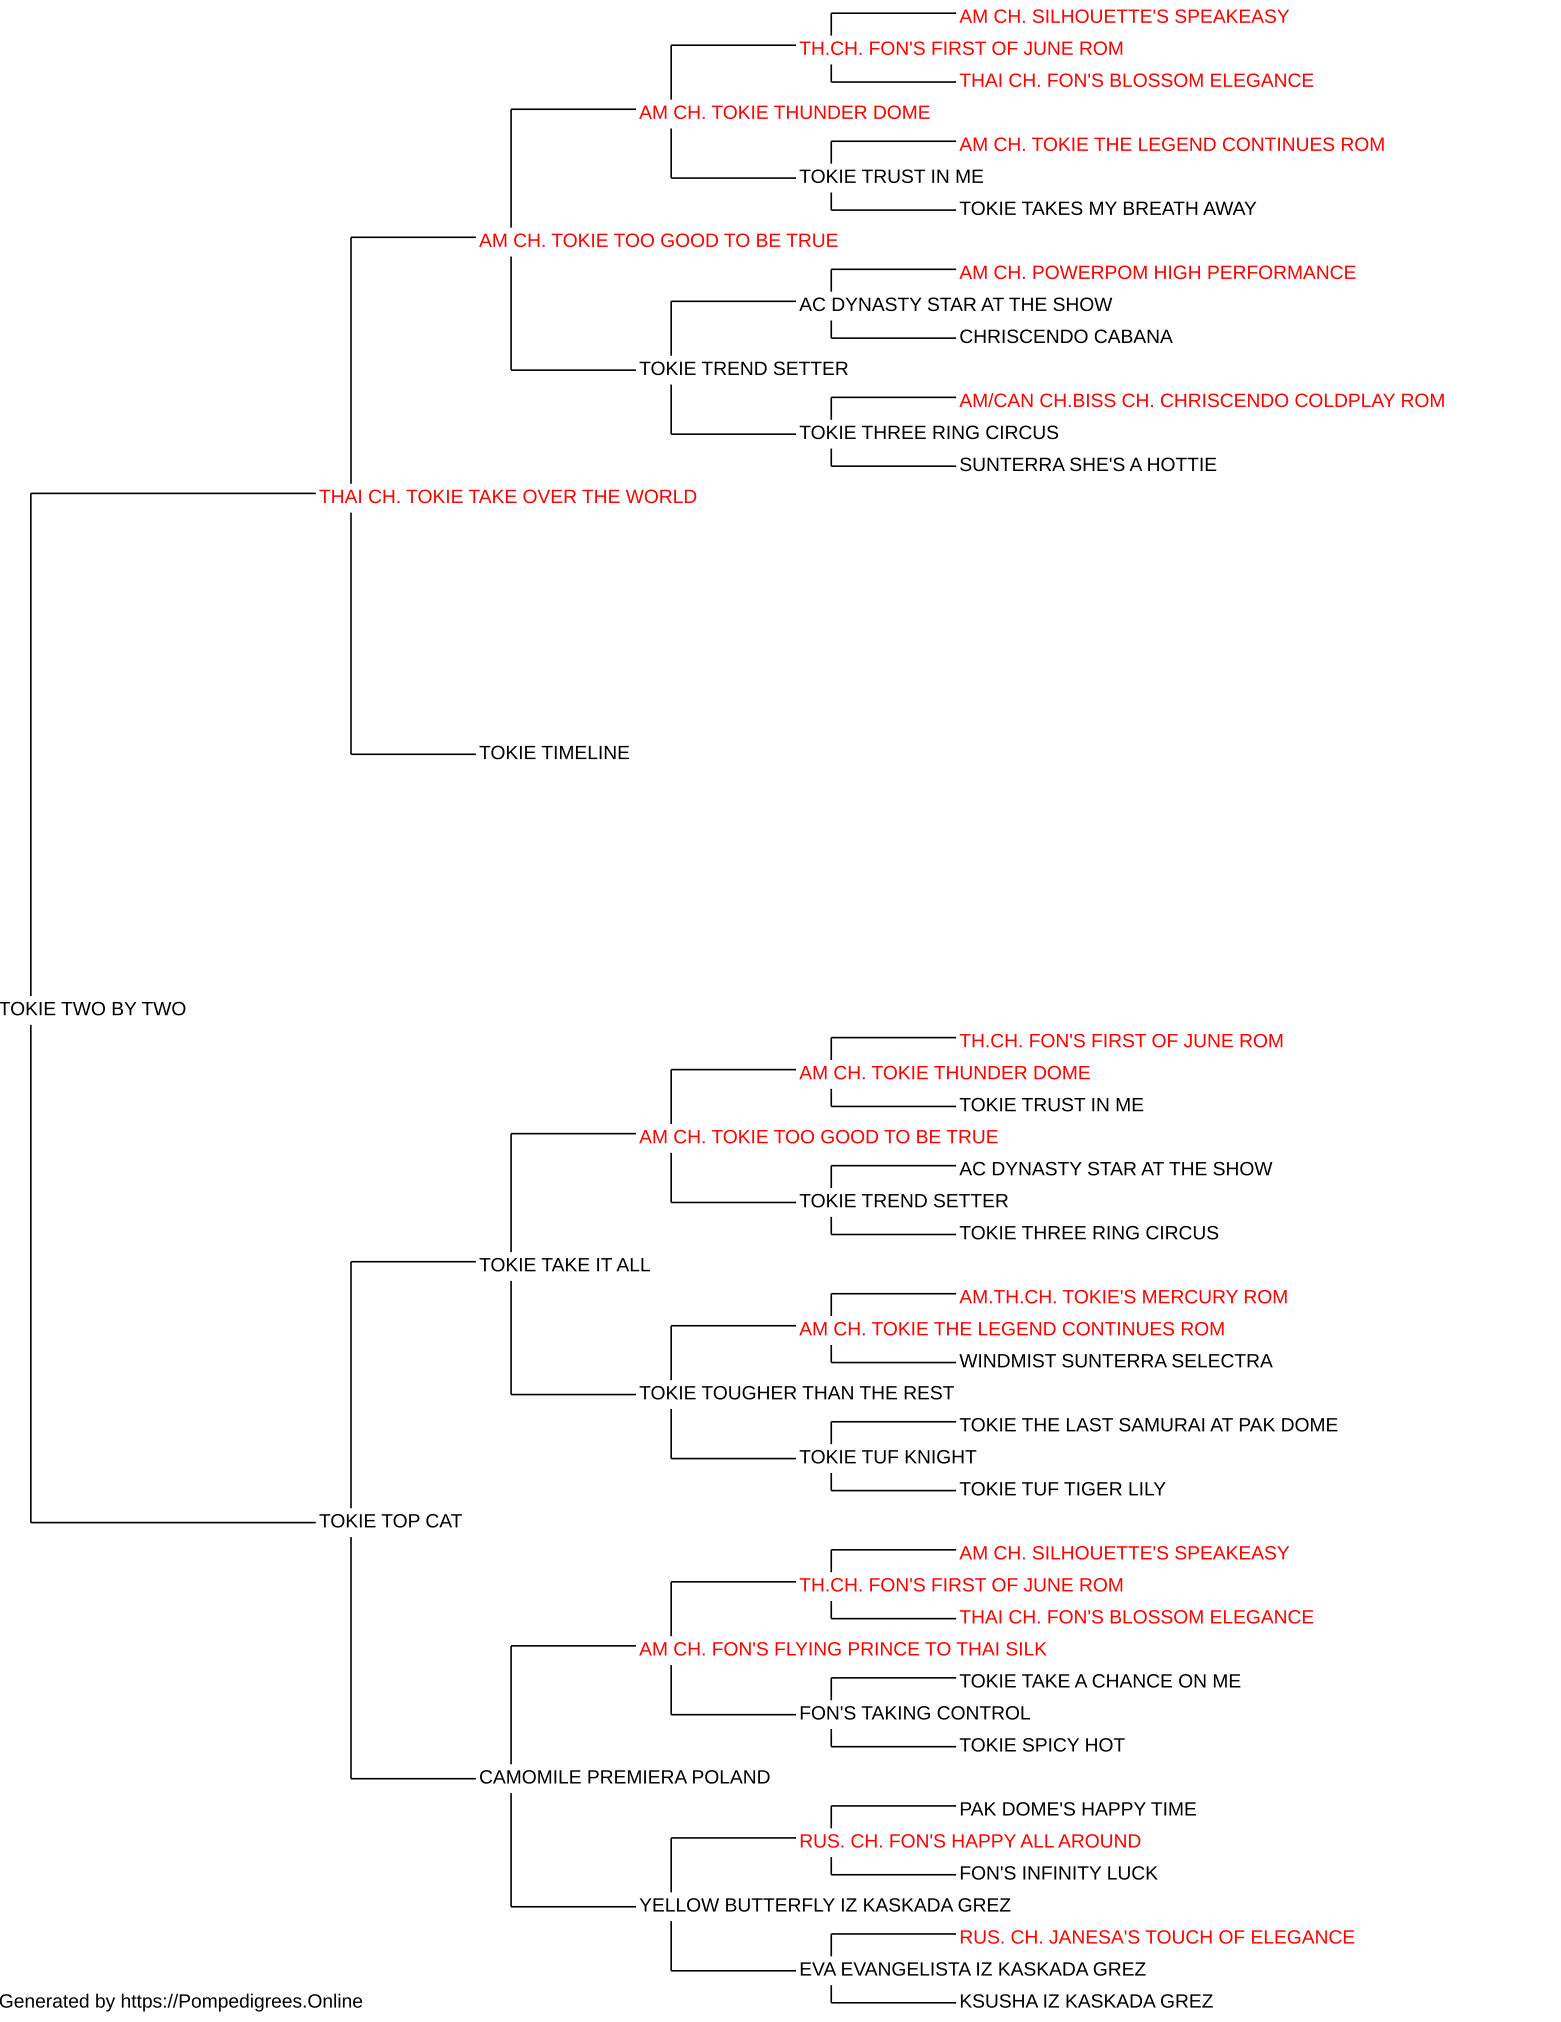 AM CH. SILHOUETTE'S SPEAKEASY
TH.CH. FON'S FIRST OF JUNE ROM
THAI CH. FON'S BLOSSOM ELEGANCE
AM CH. TOKIE THUNDER DOME
AM CH. TOKIE THE LEGEND CONTINUES ROM
TOKIE TRUST IN ME
TOKIE TAKES MY BREATH AWAY
AM CH. TOKIE TOO GOOD TO BE TRUE
AM CH. POWERPOM HIGH PERFORMANCE
AC DYNASTY STAR AT THE SHOW
CHRISCENDO CABANA
TOKIE TREND SETTER
AM/CAN CH.BISS CH. CHRISCENDO COLDPLAY ROM
TOKIE THREE RING CIRCUS
SUNTERRA SHE'S A HOTTIE
THAI CH. TOKIE TAKE OVER THE WORLD
TOKIE TIMELINE
TOKIE TWO BY TWO
TH.CH. FON'S FIRST OF JUNE ROM
AM CH. TOKIE THUNDER DOME
TOKIE TRUST IN ME
AM CH. TOKIE TOO GOOD TO BE TRUE
AC DYNASTY STAR AT THE SHOW
TOKIE TREND SETTER
TOKIE THREE RING CIRCUS
TOKIE TAKE IT ALL
AM.TH.CH. TOKIE'S MERCURY ROM
AM CH. TOKIE THE LEGEND CONTINUES ROM
WINDMIST SUNTERRA SELECTRA
TOKIE TOUGHER THAN THE REST
TOKIE THE LAST SAMURAI AT PAK DOME
TOKIE TUF KNIGHT
TOKIE TUF TIGER LILY
TOKIE TOP CAT
AM CH. SILHOUETTE'S SPEAKEASY
TH.CH. FON'S FIRST OF JUNE ROM
THAI CH. FON'S BLOSSOM ELEGANCE
AM CH. FON'S FLYING PRINCE TO THAI SILK
TOKIE TAKE A CHANCE ON ME
FON'S TAKING CONTROL
TOKIE SPICY HOT
CAMOMILE PREMIERA POLAND
PAK DOME'S HAPPY TIME
RUS. CH. FON'S HAPPY ALL AROUND
FON'S INFINITY LUCK
YELLOW BUTTERFLY IZ KASKADA GREZ
RUS. CH. JANESA'S TOUCH OF ELEGANCE
EVA EVANGELISTA IZ KASKADA GREZ
KSUSHA IZ KASKADA GREZ
Generated by https://Pompedigrees.Online